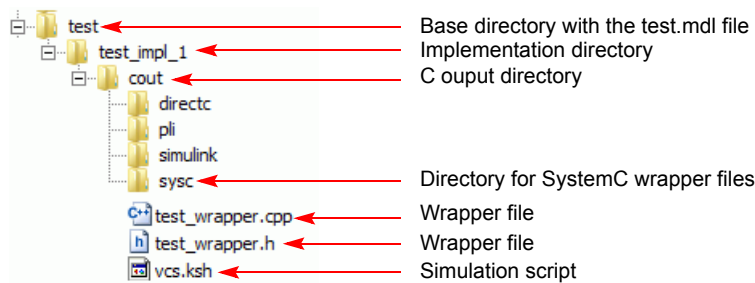 test Base directory with the test.mdl file
test_impl_1 Implementation directory
cout C ouput directory
directc
pli
simulink
sysc Directory for SystemC wrapper files
C++ test_wrapper.cpp Wrapper file
h test_wrapper.h Wrapper file
vcs.ksh Simulation script